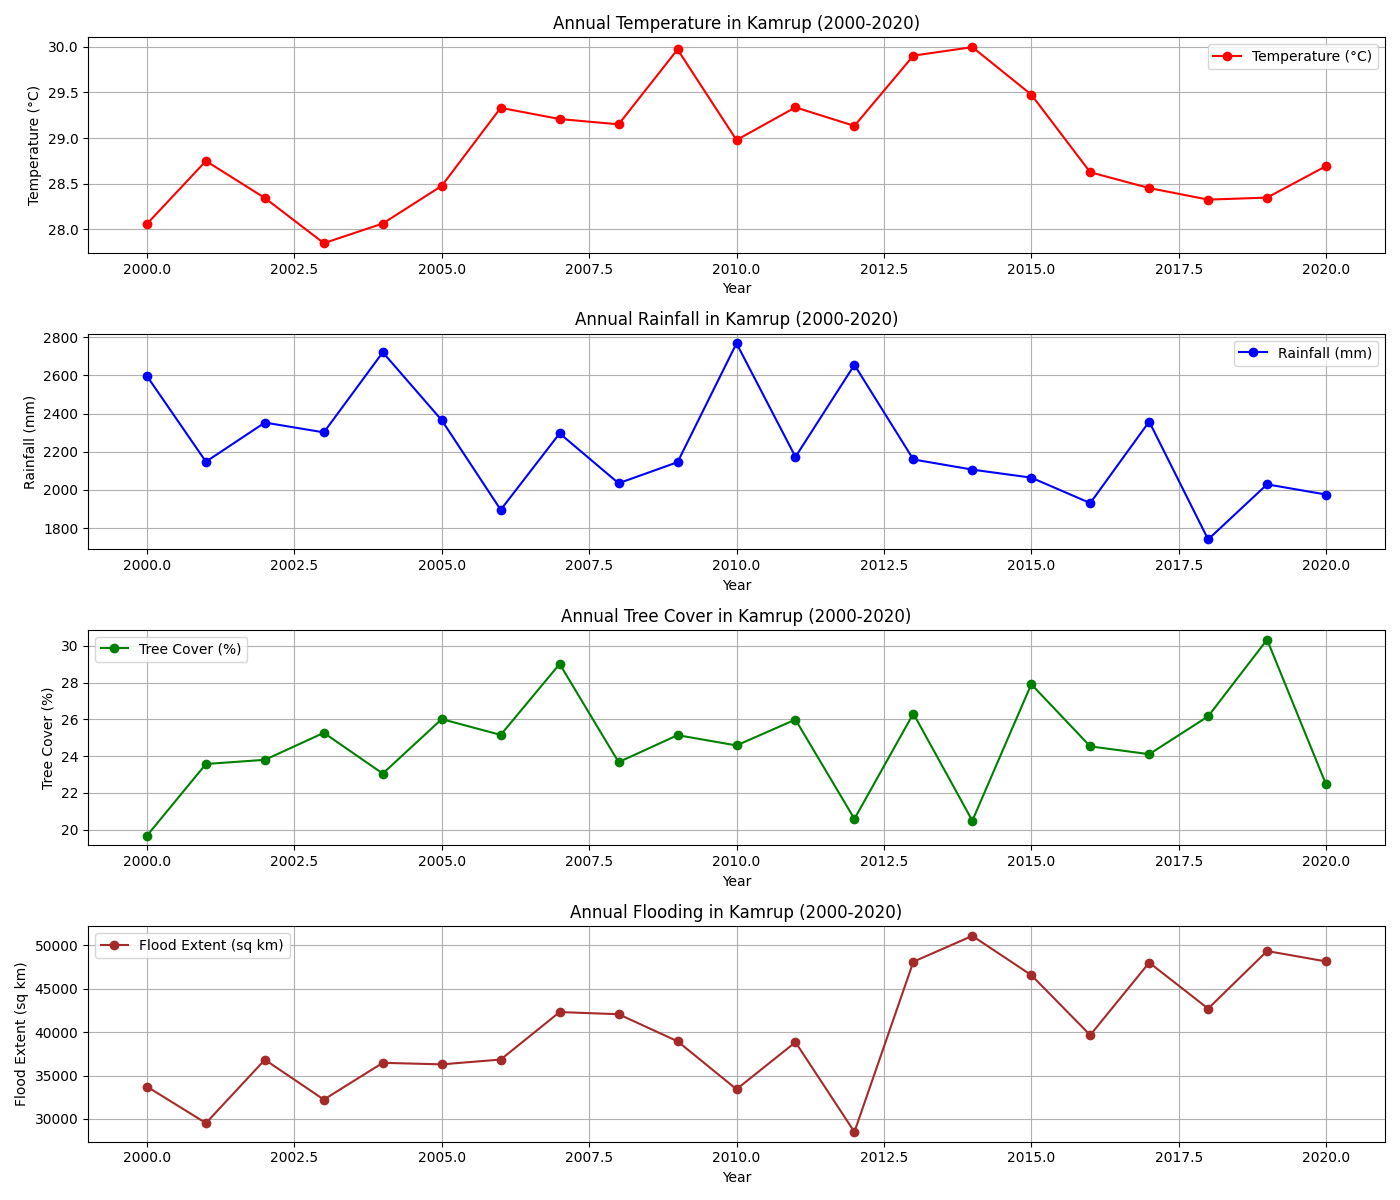 Annual Temperature in Kamrup (2000-2020)
30.0
29.5
29.0
28.5
28.0
Temperature (°C)
Temperature (°C)
2000.0 2002.5 2005.0 2007.5 2010.0 2012.5 2015.0 2017.5 2020.0
Year
Annual Rainfall in Kamrup (2000-2020)
2800
2600
2400
2200
2000
1800
Rainfall (mm)
Rainfall (mm)
2000.0 2002.5 2005.0 2007.5 2010.0 2012.5 2015.0 2017.5 2020.0
Year
Annual Tree Cover in Kamrup (2000-2020)
30
28
26
24
22
20
Tree Cover (%)
Tree Cover (%)
2000.0 2002.5 2005.0 2007.5 2010.0 2012.5 2015.0 2017.5 2020.0
Year
Annual Flooding in Kamrup (2000-2020)
50000
45000
40000
35000
30000
Flood Extent (sq km)
Flood Extent (sq km)
2000.0 2002.5 2005.0 2007.5 2010.0 2012.5 2015.0 2017.5 2020.0
Year